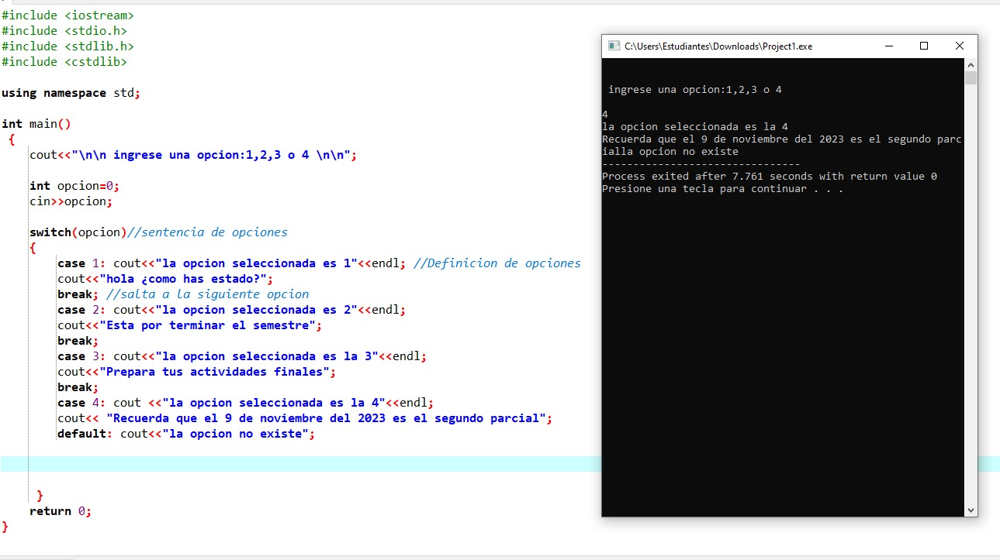 #include <iostream>
#include <stdio.h>
#include <stdlib.h>
#include <cstdlib>
using namespace std;
int main()
{
cout<<"\n\n ingrese una opcion:1,2,3 o 4 \n\n";
int opcion=0;
cin>>opcion;
switch(opcion)//sentencia de opciones
{
case 1: cout<<"la opcion seleccionada es 1"<<endl; //Definicion de opciones
cout<<"hola ¿como has estado?";
break; //salta a la siguiente opcion
case 2: cout<<"la opcion seleccionada es 2"<<endl;
cout<<"Esta por terminar el semestre";
break;
case 3: cout<<"la opcion seleccionada es la 3"<<endl;
cout<<"Prepara tus actividades finales";
break;
case 4: cout <<"la opcion seleccionada es la 4"<<endl;
cout<< "Recuerda que el 9 de noviembre del 2023 es el segundo parcial";
default: cout<<"la opcion no existe";
}
return 0;
}
C:\Users\Estudiantes\Downloads\Project1.exe
ingrese una opcion:1,2,3 o 4
4
la opcion seleccionada es la 4
Recuerda que el 9 de noviembre del 2023 es el segundo parc
ialla opcion no existe
--------------------------------
Process exited after 7.761 seconds with return value 0
Presione una tecla para continuar . . .